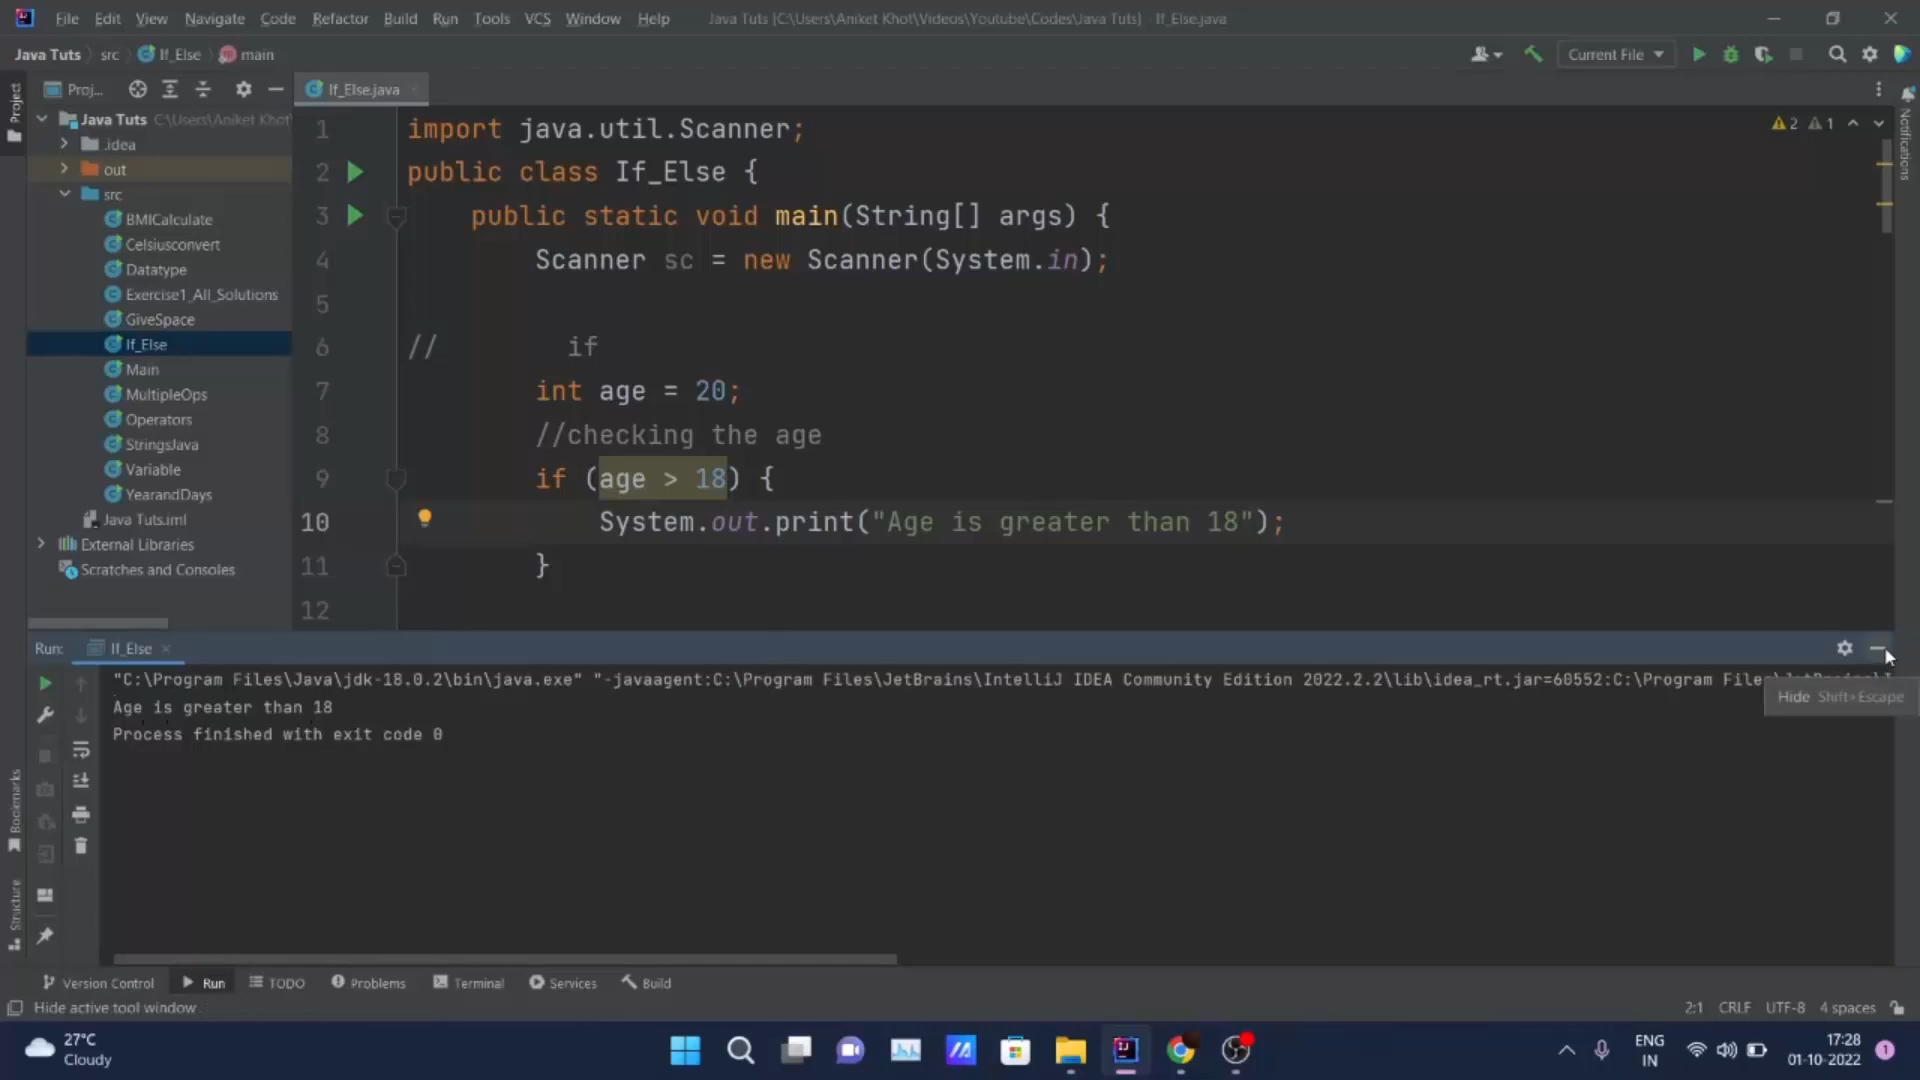 File Edit View Navigate Code Refactor Build Run Tools VCS Window Help Java Tuts [C:\Users\Aniket Khot\Videos\Youtube\Codes\Java Tuts] - If_Else.java
Java Tuts src If_Else main
Current File
Project
Proj...
If_Else.java
Notifications
Java Tuts C:\Users\Aniket Khot\
.idea
out
src
BMICalculate
Celsiusconvert
Datatype
Exercise1_All_Solutions
GiveSpace
If_Else
Main
MultipleOps
Operators
StringsJava
Variable
YearandDays
Java Tuts.iml
External Libraries
Scratches and Consoles
2 1
1 import java.util.Scanner;
2 public class If_Else {
3 public static void main(String[] args) {
4 Scanner sc = new Scanner(System.in);
5
6 // if
7 int age = 20;
8 //checking the age
9 if (age > 18) {
10 System.out.print("Age is greater than 18");
11 }
12
Run: If_Else
"C:\Program Files\Java\jdk-18.0.2\bin\java.exe" "-javaagent:C:\Program Files\JetBrains\IntelliJ IDEA Community Edition 2022.2.2\lib\idea_rt.jar=60552:C:\Program
Hide Shift+Escape
Age is greater than 18
Process finished with exit code 0
Bookmarks
Structure
Version Control Run TODO Problems Terminal Services Build
Hide active tool window
2:1 CRLF UTF-8 4 spaces
27°C
Cloudy
ENG
IN
17:28
01-10-2022
1